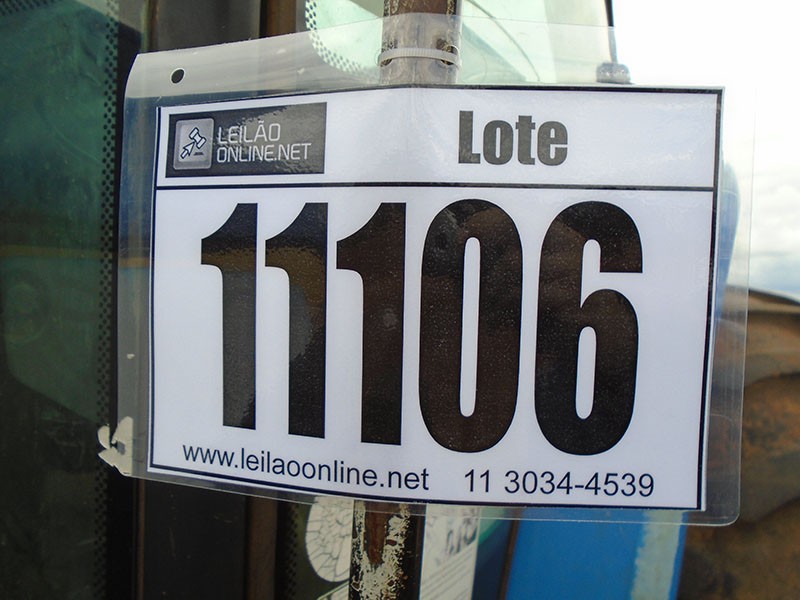 LEILÃO
ONLINE.NET
Lote
11106
www.leilaoonline.net 11 3034-4539